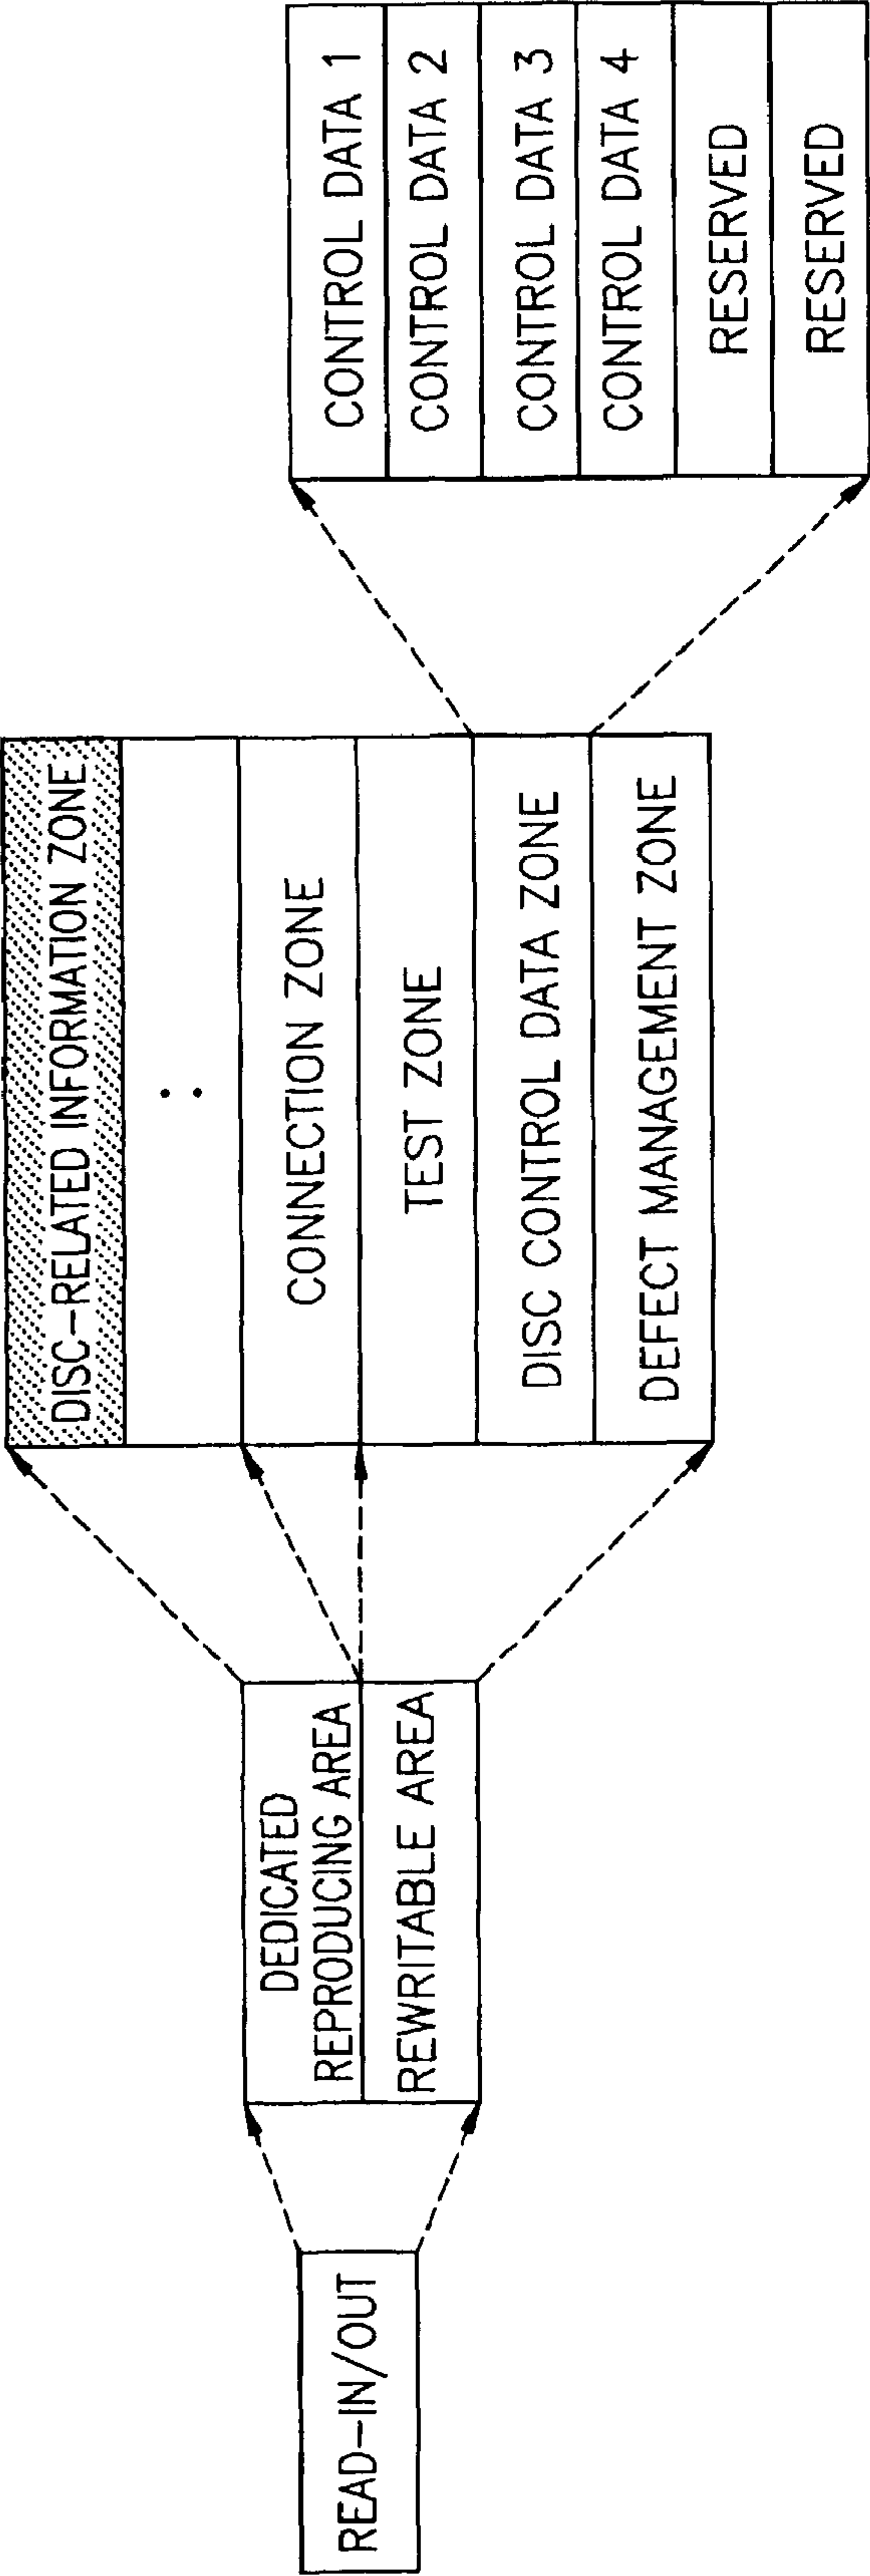 READ-IN/OUT
DEDICATED
REPRODUCING AREA
REWRITABLE AREA
DISC-RELATED INFORMATION ZONE
:
CONNECTION ZONE
TEST ZONE
DISC CONTROL DATA ZONE
DEFECT MANAGEMENT ZONE
CONTROL DATA 1
CONTROL DATA 2
CONTROL DATA 3
CONTROL DATA 4
RESERVED
RESERVED